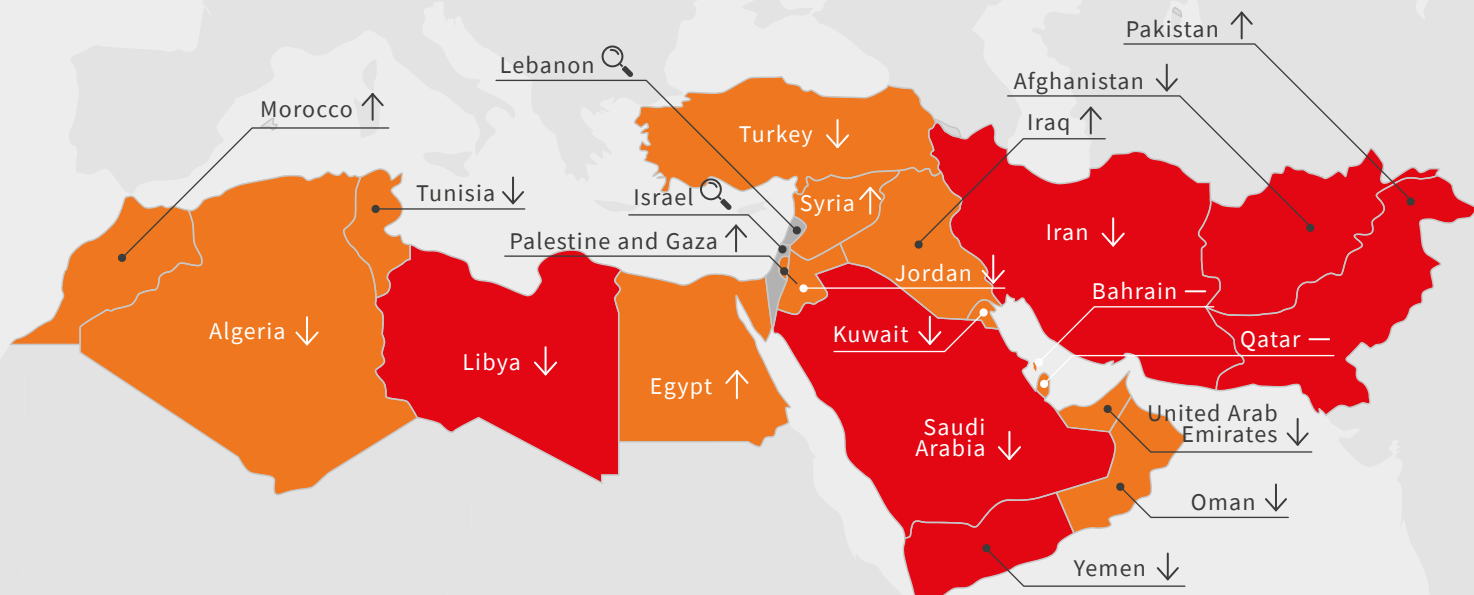 Pakistan
Lebanon
Afghanistan
Morocco
Iraq
Turkey
Tunisia
Israel
Syria
Palestine and Gaza
Iran
Jordan
Bahrain
Algeria
Kuwait
Qatar
Libya
Egypt
United Arab
Emirates
Saudi
Arabia
Oman
Yemen